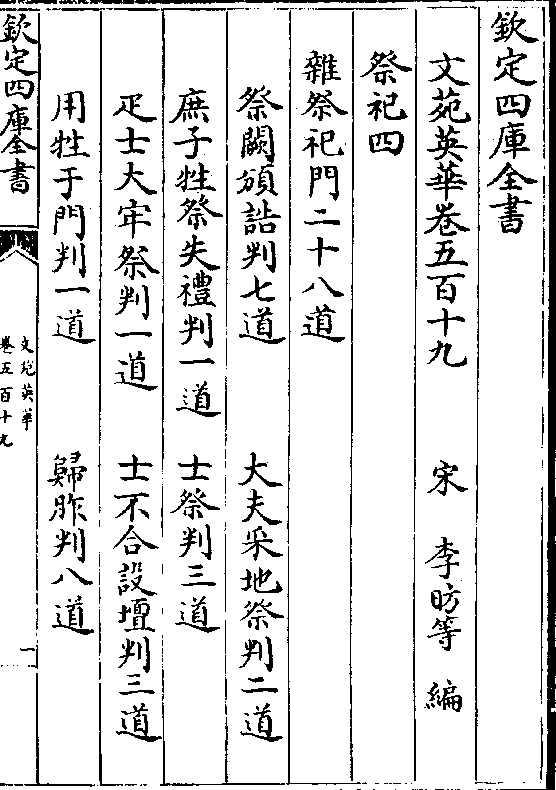 欽定四庫全書
文苑英華卷五百十九　宋　李昉等　編
祭祀四
雜祭祀門二十八道
祭闕頒誥判七道　大夫采地祭判二道
庶子牲祭失禮判一道　士祭判三道
疋士大牢祭判一道　士不合設壇判三道
用牲于門判一道　歸胙判八道
欽定四庫全書
文苑英華
卷五百十九
一